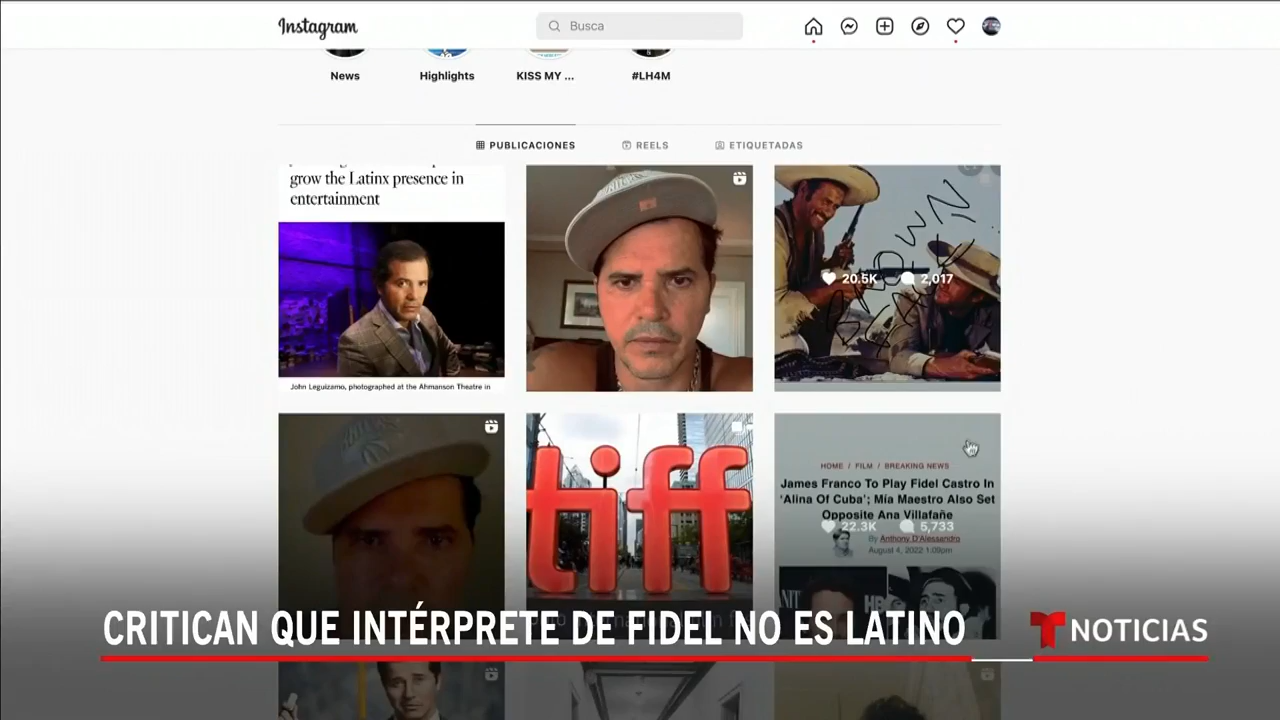 Instagram
Busca
News
Highlights
KISS MY ...
#LH4M
PUBLICACIONES
REELS
ETIQUETADAS
grow the Latinx presence in
entertainment
John Leguizamo, photographed at the Ahmanson Theatre in
BROWN
FACE
20.5K
2,017
tiff
HOME / FILM / BREAKING NEWS
James Franco To Play Fidel Castro In
‘Alina Of Cuba’; Mía Maestro Also Set
Opposite Ana Villafañe
22.3K
5,733
By Anthony D'Alessandro
August 4, 2022 1:09pm
HB
CRITICAN QUE INTÉRPRETE DE FIDEL NO ES LATINO
NOTICIAS